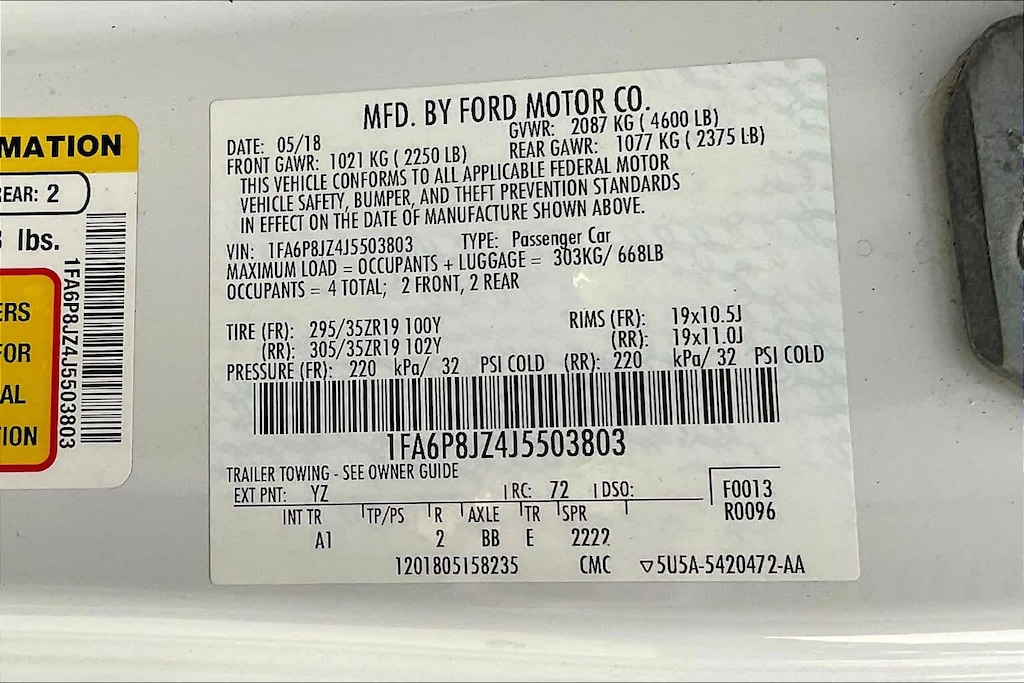 MATION
REAR: 2
lbs.
1FA6P8JZ4J5503803
ERS
FOR
AL
ION
MFD. BY FORD MOTOR CO.
DATE: 05/18 GVWR: 2087 KG ( 4600 LB)
FRONT GAWR: 1021 KG ( 2250 LB) REAR GAWR: 1077 KG ( 2375 LB)
THIS VEHICLE CONFORMS TO ALL APPLICABLE FEDERAL MOTOR
VEHICLE SAFETY, BUMPER, AND THEFT PREVENTION STANDARDS
IN EFFECT ON THE DATE OF MANUFACTURE SHOWN ABOVE.
VIN: 1FA6P8JZ4J5503803 TYPE: Passenger Car
MAXIMUM LOAD = OCCUPANTS + LUGGAGE = 303KG/ 668LB
OCCUPANTS = 4 TOTAL; 2 FRONT, 2 REAR
TIRE (FR): 295/35ZR19 100Y RIMS (FR): 19x10.5J
(RR): 305/35ZR19 102Y (RR): 19x11.0J
PRESSURE (FR): 220 kPa/ 32 PSI COLD (RR): 220 kPa/ 32 PSI COLD
1FA6P8JZ4J5503803
TRAILER TOWING - SEE OWNER GUIDE
EXT PNT: YZ RC: 72 DSO: F0013
INT TR TP/PS R AXLE TR SPR R0096
A1 2 BB E 2222
1201805158235 CMC ▽5U5A-5420472-AA